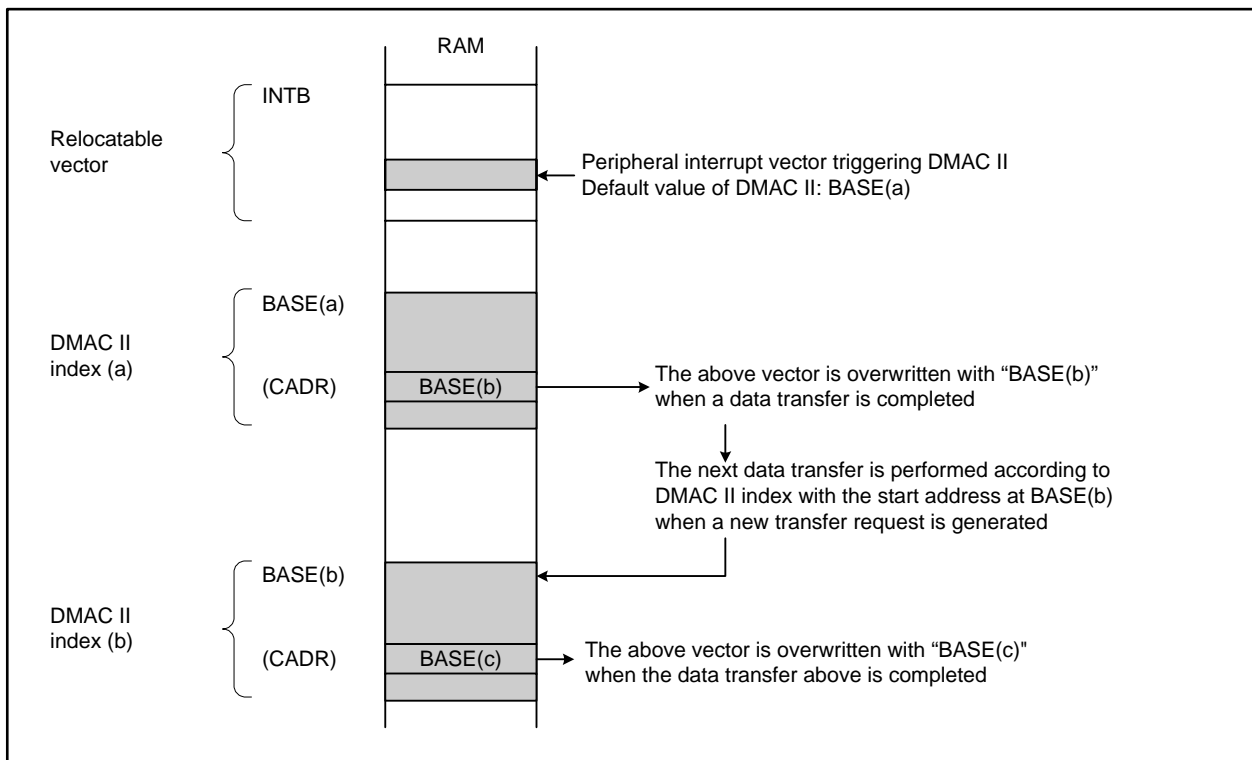 RAM
INTB
Relocatable
vector
Peripheral interrupt vector triggering DMAC II
Default value of DMAC II: BASE(a)
BASE(a)
DMAC II
index (a)
(CADR)
BASE(b)
The above vector is overwritten with “BASE(b)”
when a data transfer is completed
The next data transfer is performed according to
DMAC II index with the start address at BASE(b)
when a new transfer request is generated
BASE(b)
DMAC II
index (b)
(CADR)
BASE(c)
The above vector is overwritten with “BASE(c)"
when the data transfer above is completed